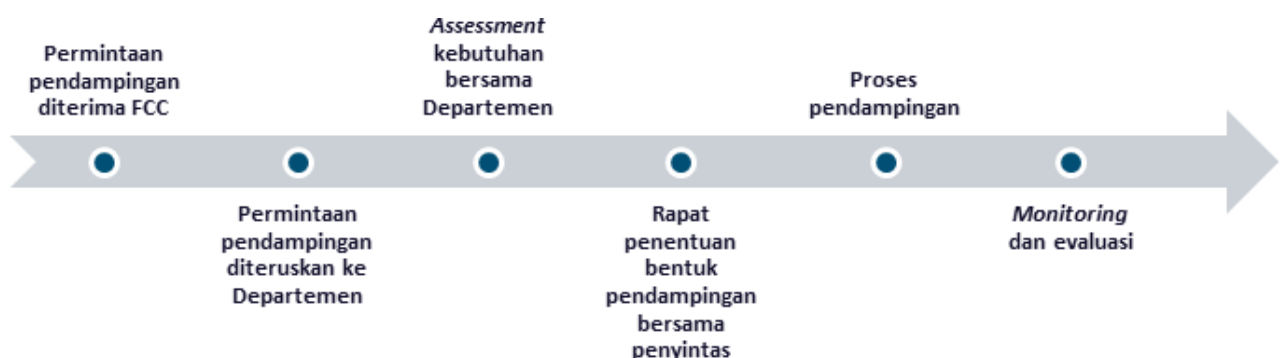 Permintaan
pendampingan
diterima FCC
Permintaan
pendampingan
diteruskan ke
Departemen
Assessment
kebutuhan
bersama
Departemen
Rapat
penentuan
bentuk
pendampingan
bersama
penyintas
Proses
pendampingan
Monitoring
dan evaluasi